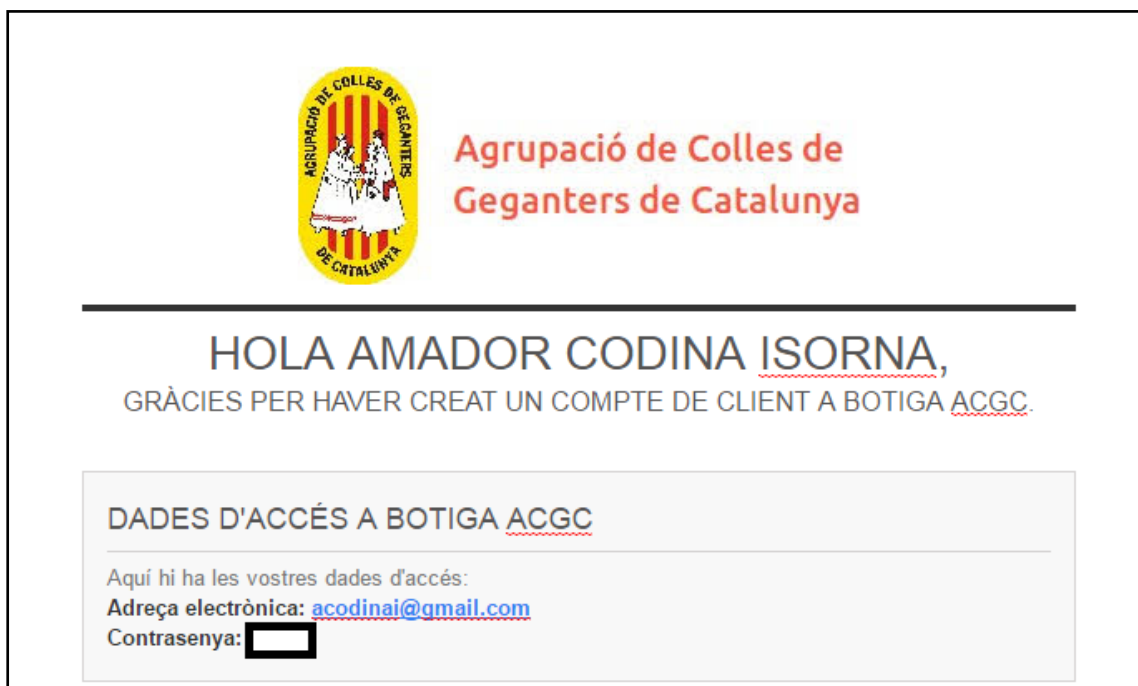 AGRUPACIÓ DE COLLES DE GEGANTERS
DE CATALUNYA
Agrupació de Colles de
Geganters de Catalunya
HOLA AMADOR CODINA ISORNA,
GRÀCIES PER HAVER CREAT UN COMPTE DE CLIENT A BOTIGA ACGC.
DADES D'ACCÉS A BOTIGA ACGC
Aquí hi ha les vostres dades d'accés:
Adreça electrònica: acodinai@gmail.com
Contrasenya: